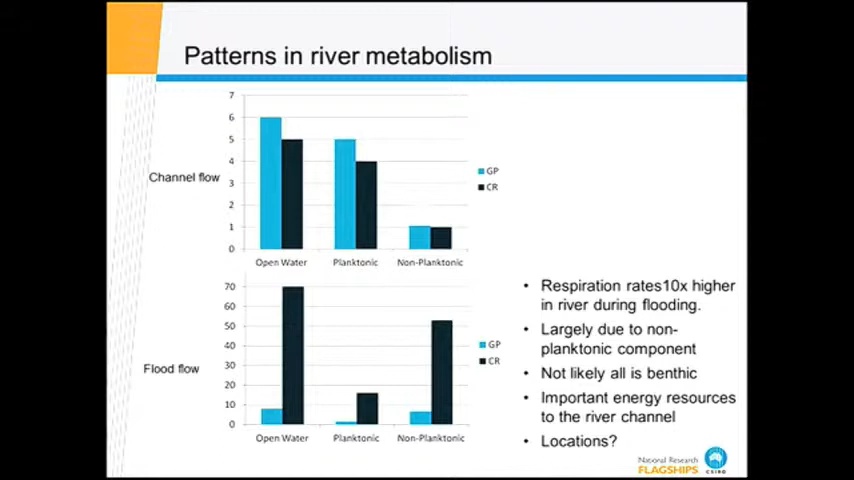 Patterns in river metabolism
Channel flow
7
6
5
4
3
2
1
0
Open Water
Planktonic
Non-Planktonic
GP
CR
Flood flow
70
60
50
40
30
20
10
0
Open Water
Planktonic
Non-Planktonic
GP
CR
• Respiration rates10x higher
in river during flooding.
• Largely due to non-
planktonic component
• Not likely all is benthic
• Important energy resources
to the river channel
• Locations?
National Research
FLAGSHIPS
CSIRO